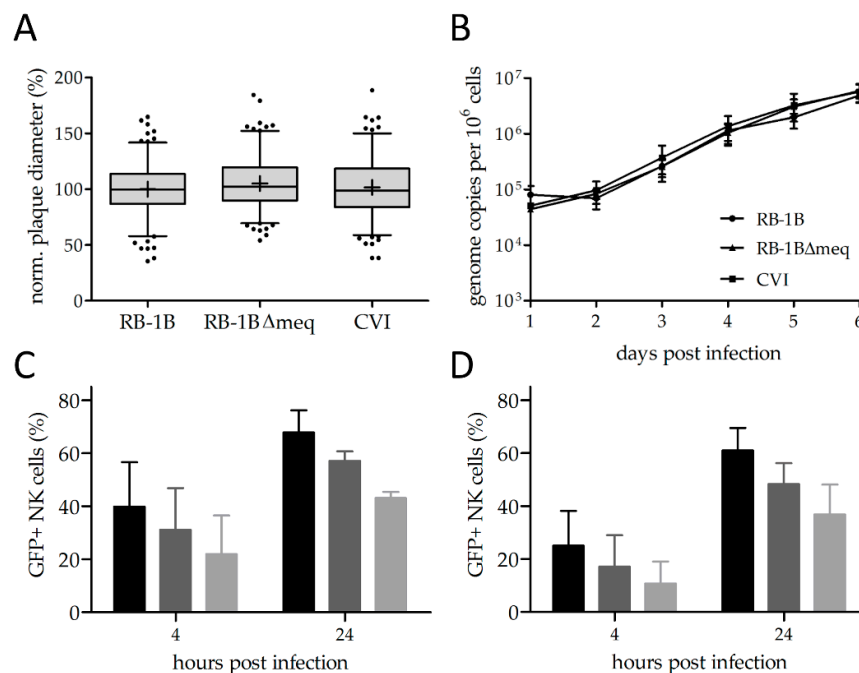 A
norm. plaque diameter (%)
200
150
100
50
0
RB-1B
RB-1BΔmeq
CVI
B
genome copies per 10⁶ cells
10⁷
10⁶
10⁵
10⁴
10³
RB-1B
RB-1BΔmeq
CVI
1 2 3 4 5 6
days post infection
C
GFP+ NK cells (%)
80
60
40
20
0
4 24
hours post infection
D
GFP+ NK cells (%)
80
60
40
20
0
4 24
hours post infection